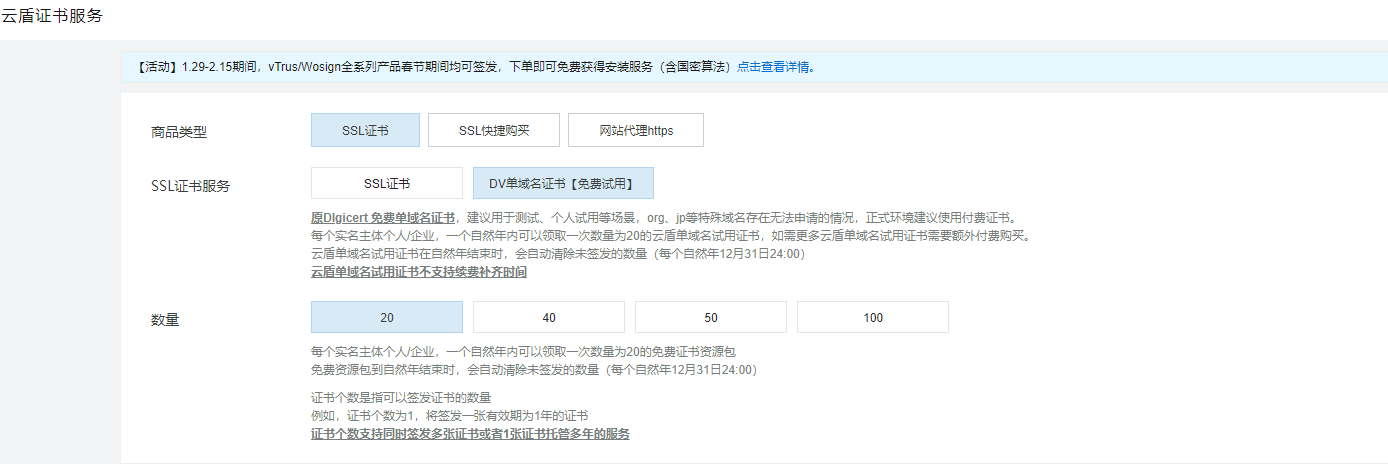 云盾证书服务
【活动】1.29-2.15期间，vTrus/Wosign全系列产品春节期间均可签发，下单即可免费获得安装服务（含国密算法）点击查看详情。
商品类型 SSL证书 SSL快捷购买 网站代理https
SSL证书服务 SSL证书 DV单域名证书【免费试用】
原DIgicert 免费单域名证书，建议用于测试、个人试用等场景，org、jp等特殊域名存在无法申请的情况，正式环境建议使用付费证书。
每个实名主体个人/企业，一个自然年内可以领取一次数量为20的云盾单域名试用证书，如需更多云盾单域名试用证书需要额外付费购买。
云盾单域名试用证书在自然年结束时，会自动清除未签发的数量（每个自然年12月31日24:00）
云盾单域名试用证书不支持续费补齐时间
数量 20 40 50 100
每个实名主体个人/企业，一个自然年内可以领取一次数量为20的免费证书资源包
免费资源包到自然年结束时，会自动清除未签发的数量（每个自然年12月31日24:00）
证书个数是指可以签发证书的数量
例如，证书个数为1，将签发一张有效期为1年的证书
证书个数支持同时签发多张证书或者1张证书托管多年的服务